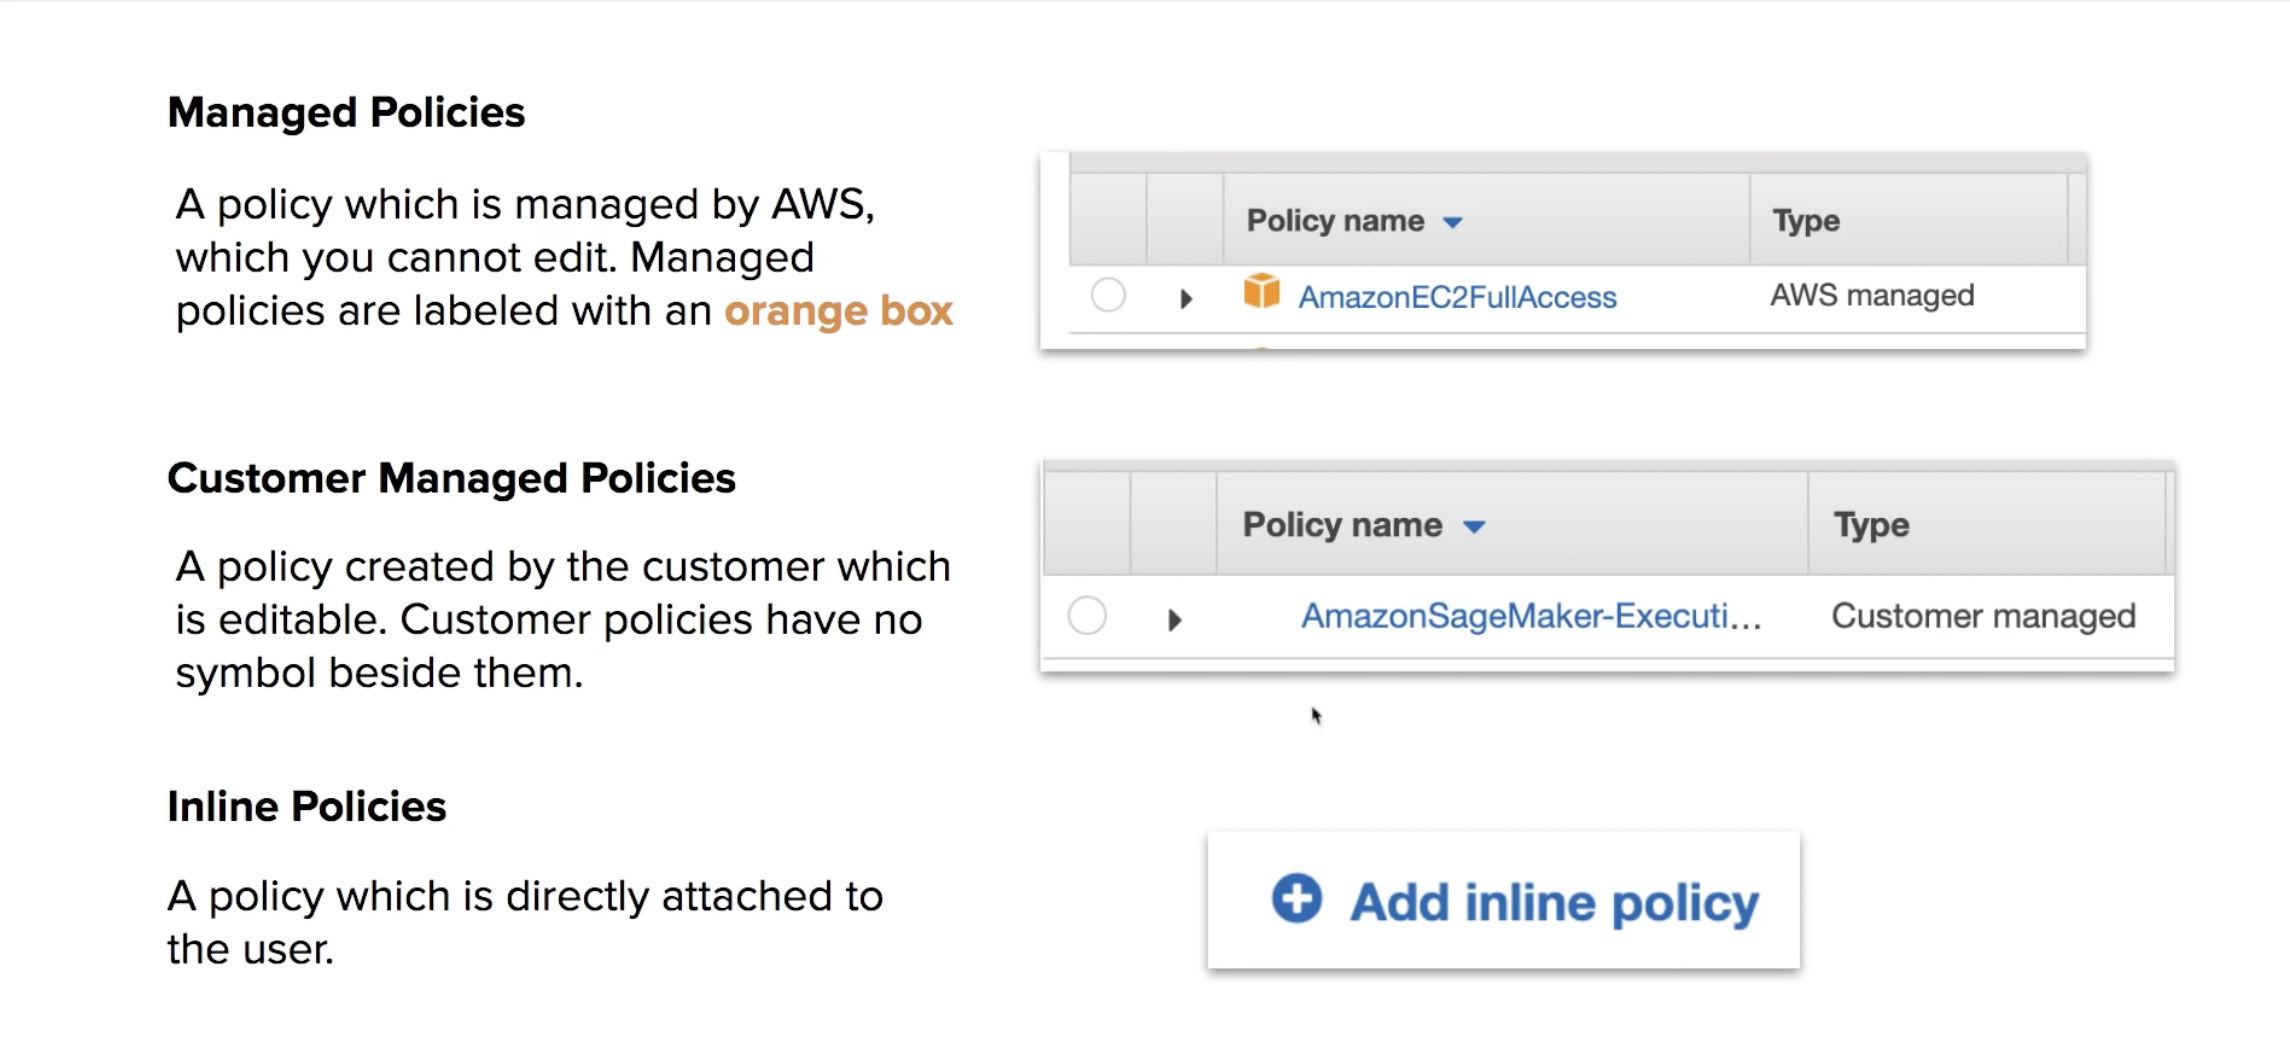 Managed Policies
A policy which is managed by AWS,
which you cannot edit. Managed
policies are labeled with an orange box
Policy name
Type
AmazonEC2FullAccess
AWS managed
Customer Managed Policies
A policy created by the customer which
is editable. Customer policies have no
symbol beside them.
Policy name
Type
AmazonSageMaker-Executi...
Customer managed
Inline Policies
A policy which is directly attached to
the user.
Add inline policy